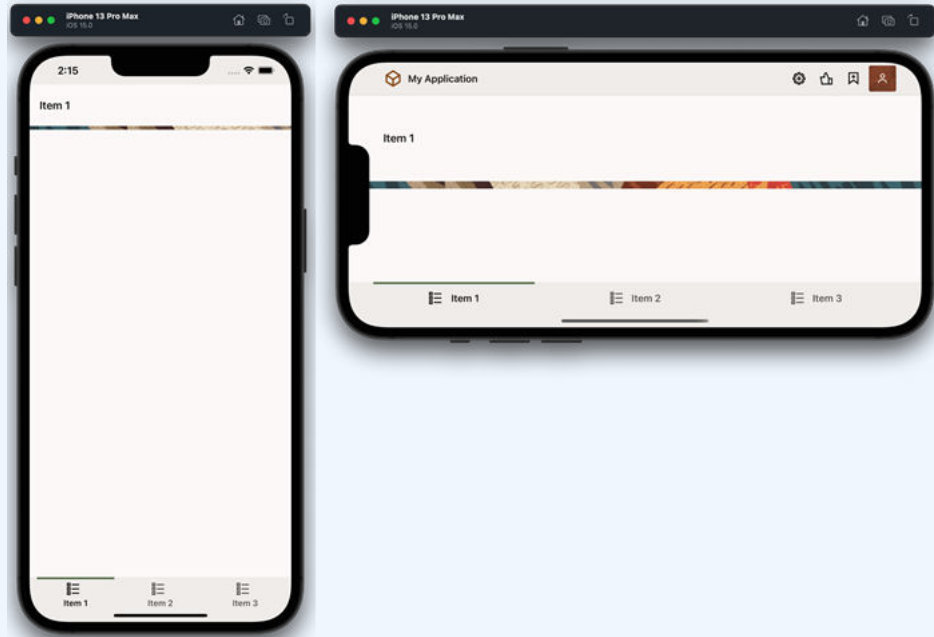 iPhone 13 Pro Max
iOS 15.0
2:15
Item 1
Item 1
Item 2
Item 3
iPhone 13 Pro Max
iOS 15.0
My Application
Item 1
Item 1
Item 2
Item 3